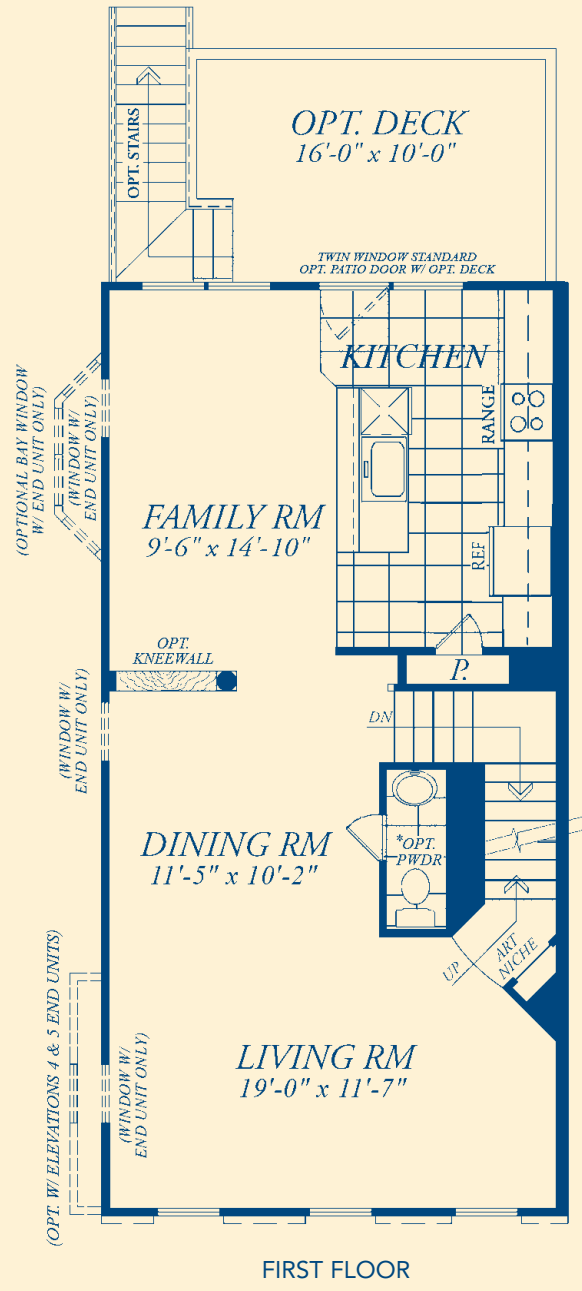 OPT. STAIRS
OPT. DECK
16'-0" x 10'-0"
TWIN WINDOW STANDARD
OPT. PATIO DOOR W/ OPT. DECK
KITCHEN
RANGE
REF
(OPTIONAL BAY WINDOW
W/ END UNIT ONLY)
(WINDOW W/
END UNIT ONLY)
FAMILY RM
9'-6" x 14'-10"
OPT.
KNEEWALL
P.
(WINDOW W/
END UNIT ONLY)
DN
DINING RM
11'-5" x 10'-2"
*OPT.
PWDR
UP
ART
NICHE
(OPT. W/ ELEVATIONS 4 & 5 END UNITS)
(WINDOW W/
END UNIT ONLY)
LIVING RM
19'-0" x 11'-7"
FIRST FLOOR